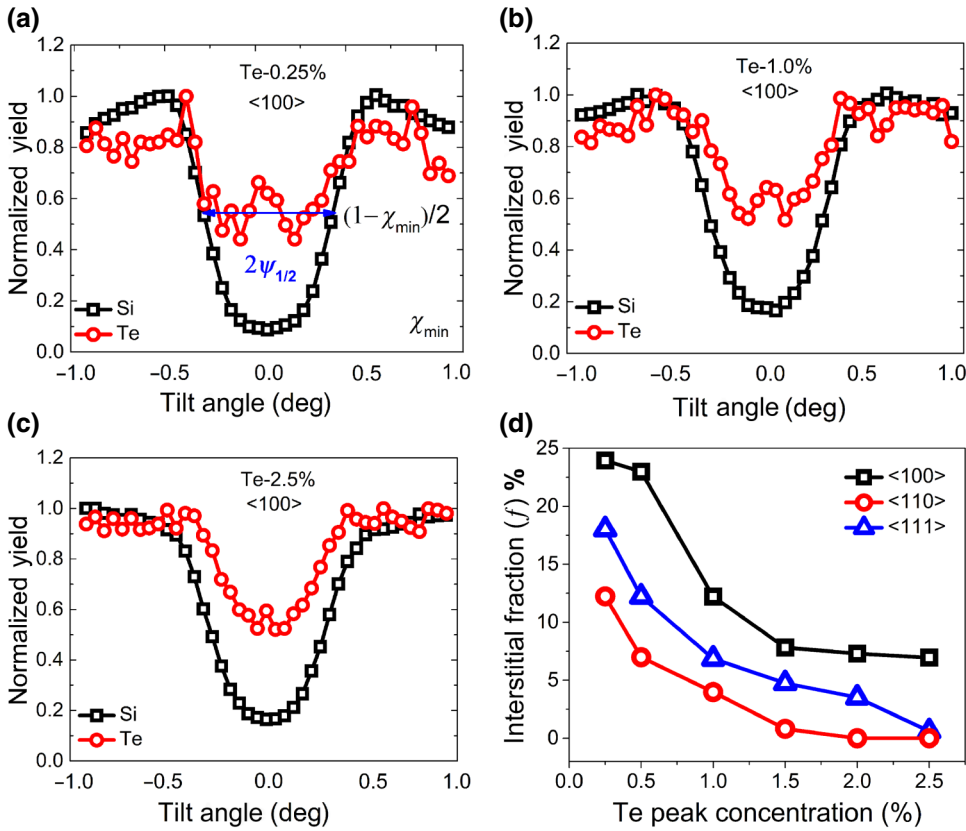 (a)
1.2
1.0
0.8
0.6
0.4
0.2
0.0
Normalized yield
Te-0.25%
<100>
(1−χmin)/2
2ψ1/2
Si
Te
χmin
−1.0
−0.5
0.0
0.5
1.0
Tilt angle (deg)
(b)
1.2
1.0
0.8
0.6
0.4
0.2
0.0
Normalized yield
Te-1.0%
<100>
Si
Te
−1.0
−0.5
0.0
0.5
1.0
Tilt angle (deg)
(c)
1.2
1.0
0.8
0.6
0.4
0.2
0.0
Normalized yield
Te-2.5%
<100>
Si
Te
−1.0
−0.5
0.0
0.5
1.0
Tilt angle (deg)
(d)
25
20
15
10
5
0
Interstitial fraction (f) %
<100>
<110>
<111>
0.0
0.5
1.0
1.5
2.0
2.5
Te peak concentration (%)